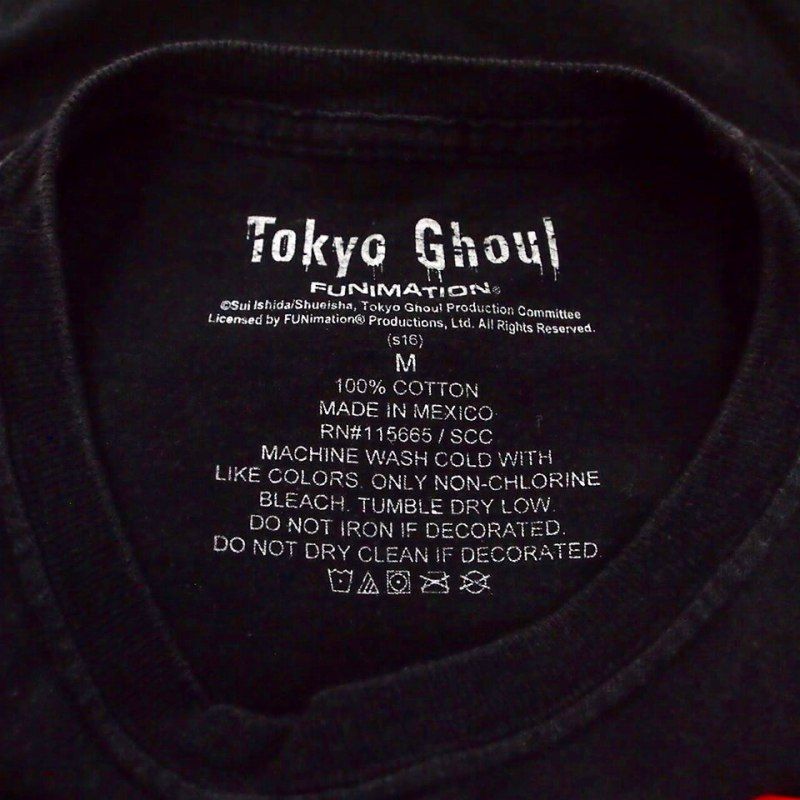 Tokyo Ghoul
FUNIMATION®
©Sui Ishida/Shueisha, Tokyo Ghoul Production Committee
Licensed by FUNimation® Productions, Ltd. All Rights Reserved.
(s16)
M
100% COTTON
MADE IN MEXICO
RN#115665 / SCC
MACHINE WASH COLD WITH
LIKE COLORS. ONLY NON-CHLORINE
BLEACH. TUMBLE DRY LOW.
DO NOT IRON IF DECORATED.
DO NOT DRY CLEAN IF DECORATED